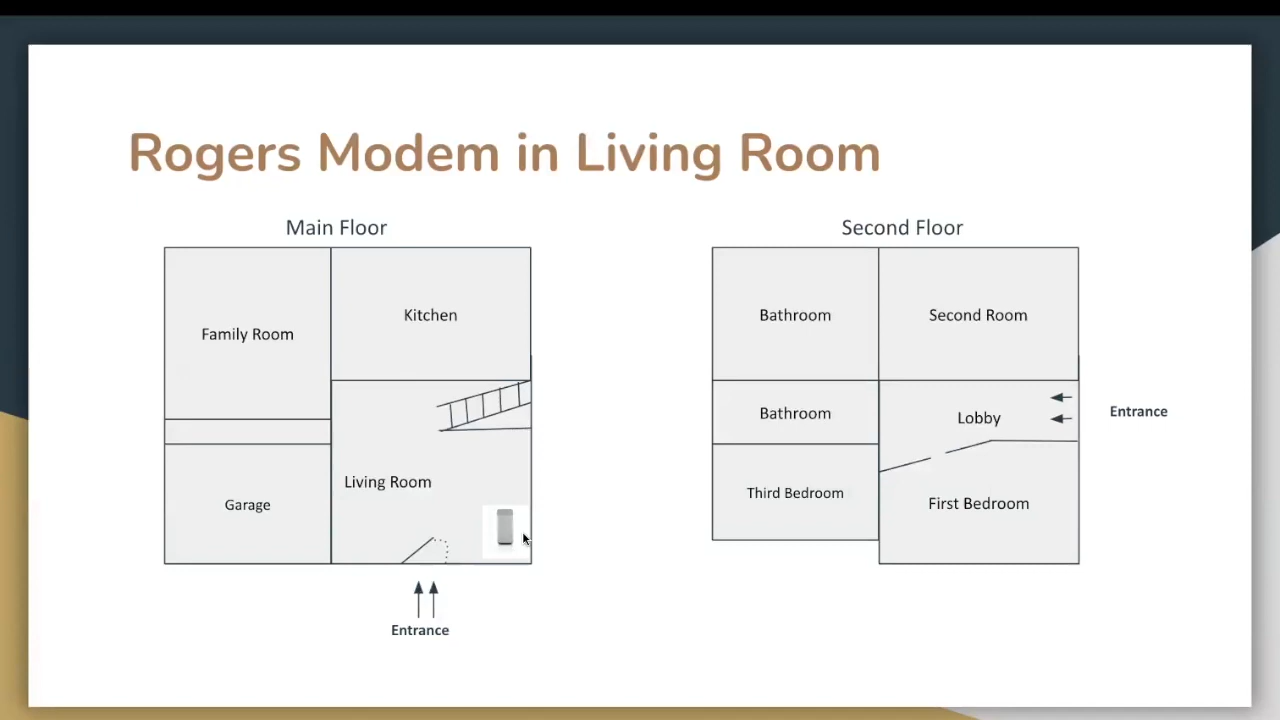 Rogers Modem in Living Room
Main Floor
Family Room
Kitchen
Living Room
Garage
Entrance
Second Floor
Bathroom
Second Room
Bathroom
Lobby
Entrance
Third Bedroom
First Bedroom